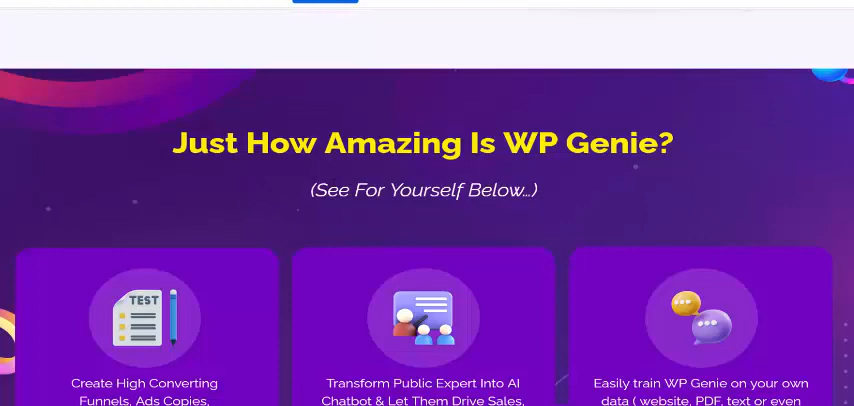 Just How Amazing Is WP Genie?
(See For Yourself Below...)
TEST
Create High Converting
Funnels, Ads Copies,
Transform Public Expert Into AI
Chatbot & Let Them Drive Sales,
Easily train WP Genie on your own
data ( website, PDF, text or even